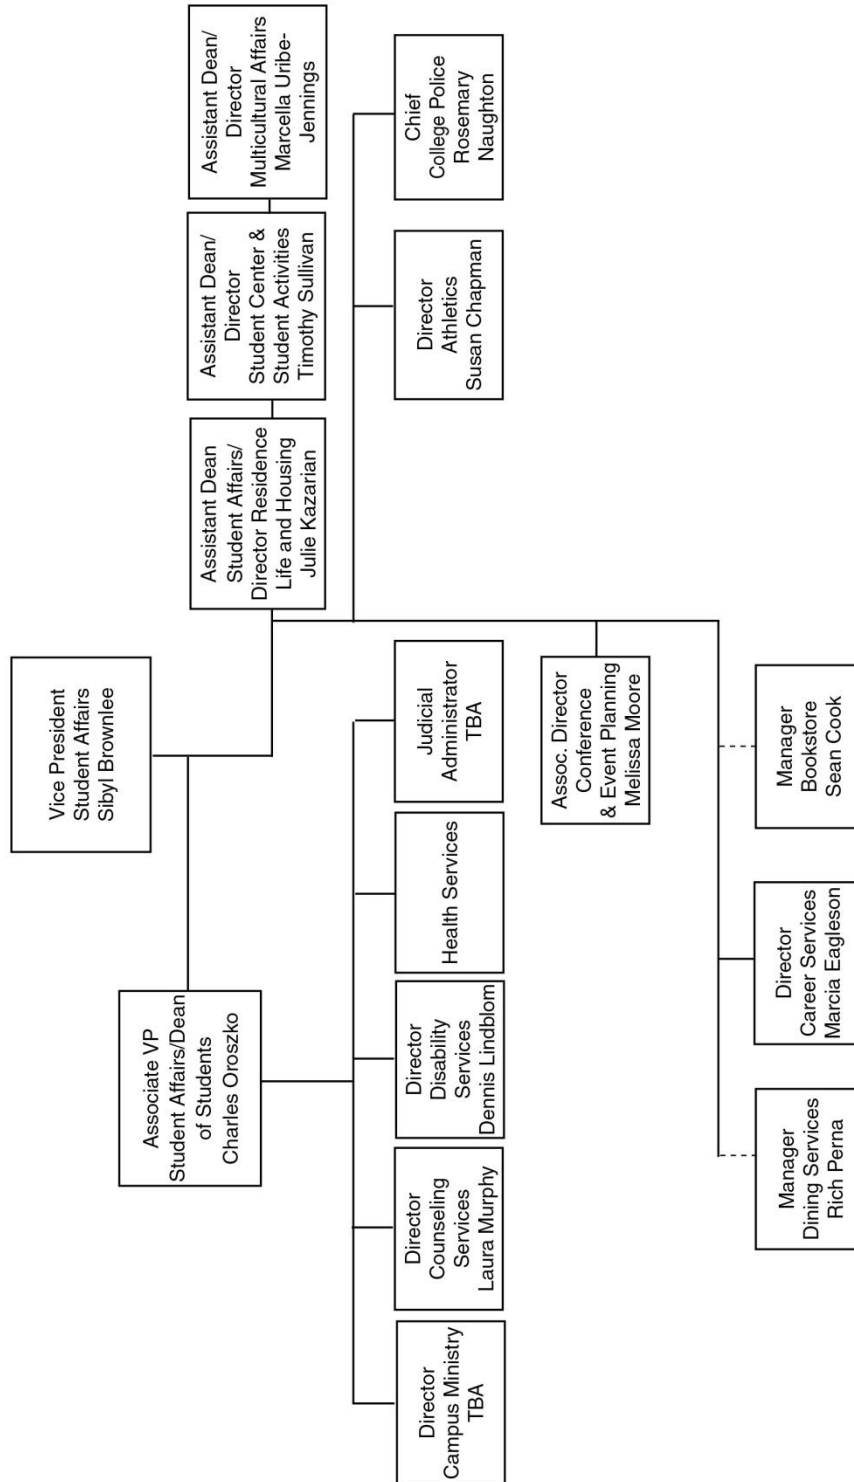 Vice President
Student Affairs
Sibyl Brownlee
Associate VP
Student Affairs/Dean
of Students
Charles Oroszko
Assistant Dean
Student Affairs/
Director Residence
Life and Housing
Julie Kazarian
Assistant Dean/
Director
Student Center &
Student Activities
Timothy Sullivan
Assistant Dean/
Director
Multicultural Affairs
Marcella Uribe-
Jennings
Director
Campus Ministry
TBA
Director
Counseling
Services
Laura Murphy
Director
Disability
Services
Dennis Lindblom
Health Services
Judicial
Administrator
TBA
Director
Athletics
Susan Chapman
Chief
College Police
Rosemary
Naughton
Assoc. Director
Conference
& Event Planning
Melissa Moore
Manager
Dining Services
Rich Perna
Director
Career Services
Marcia Eagleson
Manager
Bookstore
Sean Cook